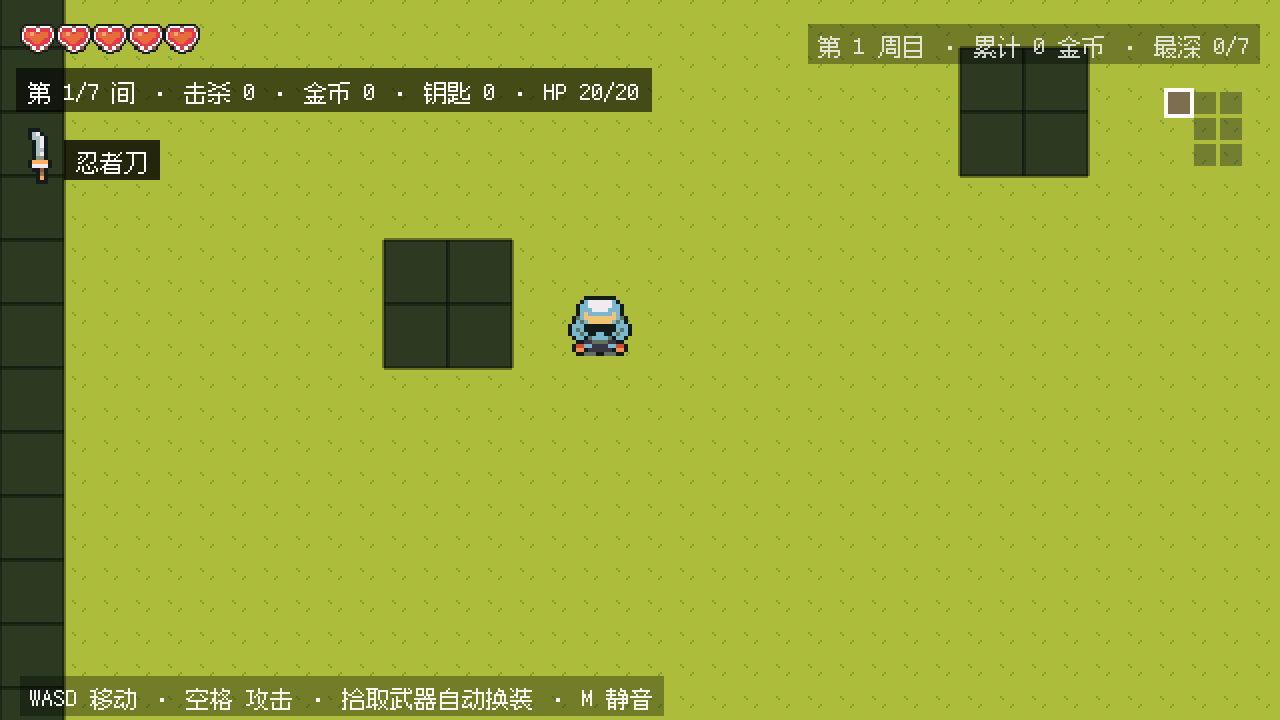 第 1 周目 · 累计 0 金币 · 最深 0/7
第 1/7 间 · 击杀 0 · 金币 0 · 钥匙 0 · HP 20/20
忍者刀
WASD 移动 · 空格 攻击 · 拾取武器自动换装 · M 静音